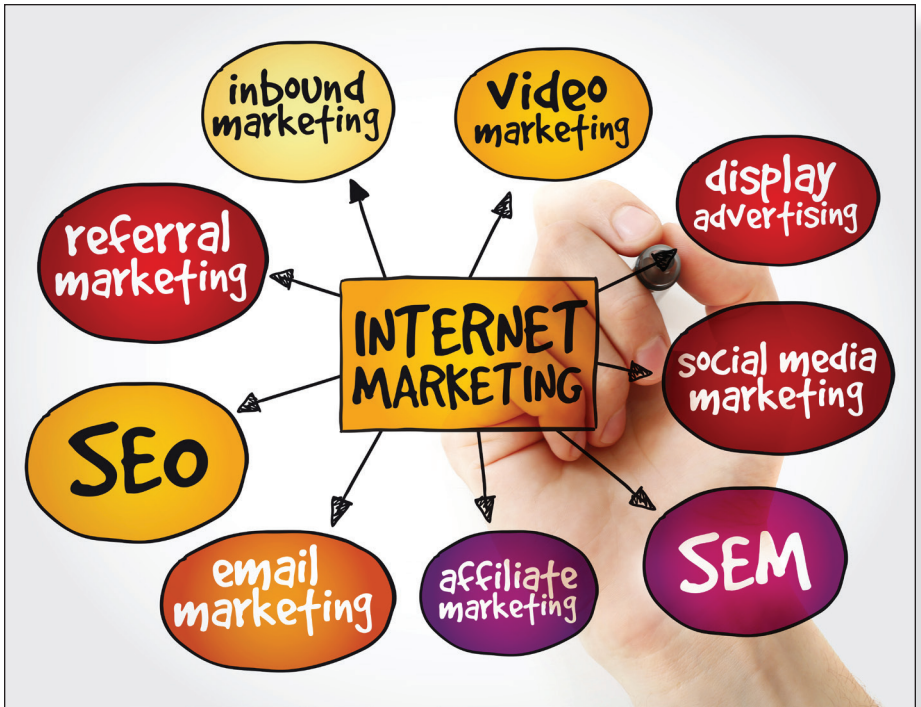 inbound
marketing
video
marketing
display
advertising
referral
marketing
INTERNET
MARKETING
social media
marketing
SEO
SEM
email
marketing
affiliate
marketing